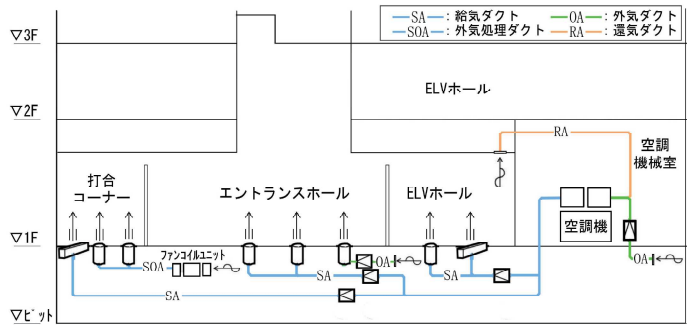 SA : 給気ダクト
OA : 外気ダクト
SOA : 外気処理ダクト
RA : 還気ダクト
▽3F
ELVホール
▽2F
RA
空調
機械室
打合
コーナー
エントランスホール
ELVホール
空調機
▽1F
ファンコイルユニット
SOA
OA
SA
SA
OA
SA
▽ピット